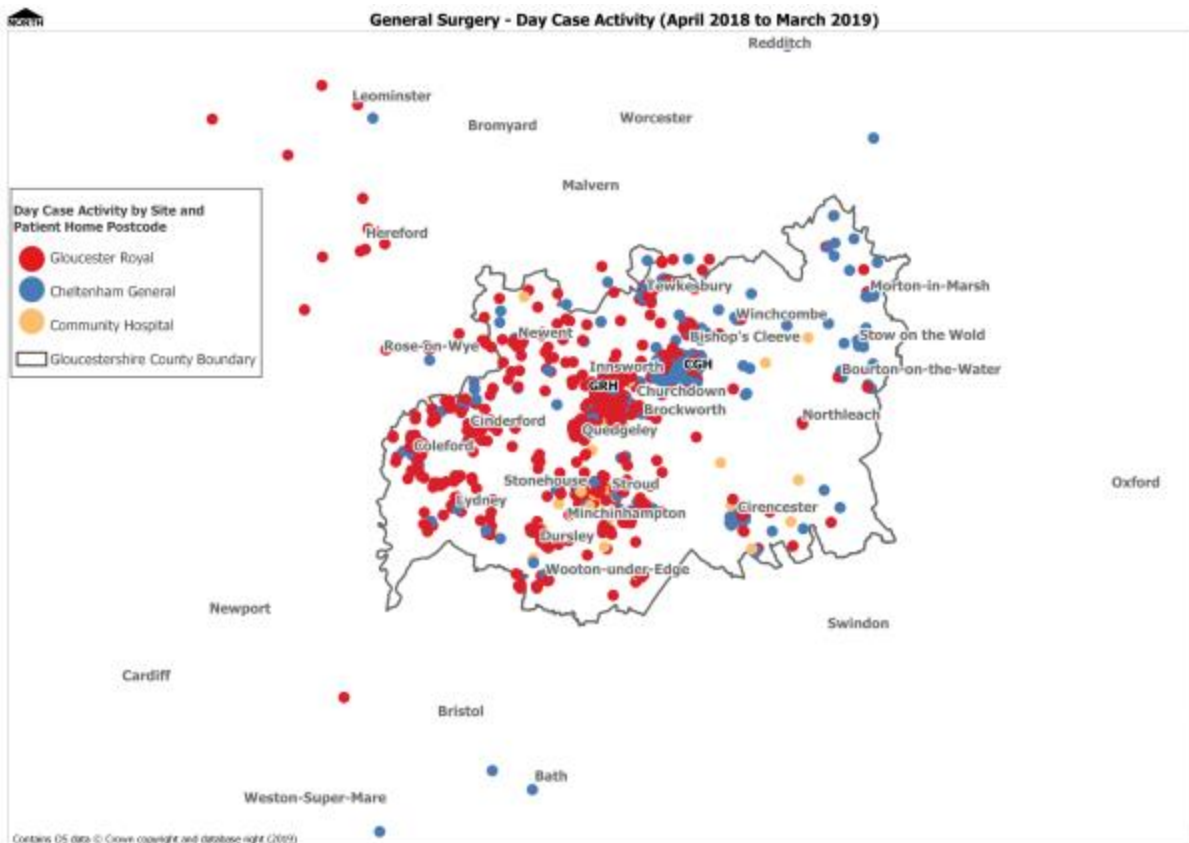 General Surgery - Day Case Activity (April 2018 to March 2019)
NORTH
Redditch
Leominster
Worcester
Bromyard
Malvern
Day Case Activity by Site and
Patient Home Postcode
Gloucester Royal
Cheltenham General
Community Hospital
Gloucestershire County Boundary
Hereford
Tewkesbury
Morton-in-Marsh
Winchcombe
Newent
Bishop's Cleeve
Stow on the Wold
Rose-on-Wye
Innsworth
CGH
Bourton-on-the-Water
GRH
Churchdown
Brockworth
Northleach
Cinderford
Quedgeley
Coleford
Stonehouse
Stroud
Oxford
Lydney
Minchinhampton
Cirencester
Dursley
Wooton-under-Edge
Newport
Swindon
Cardiff
Bristol
Bath
Weston-Super-Mare
Contains OS data © Crown copyright and database right (2019)